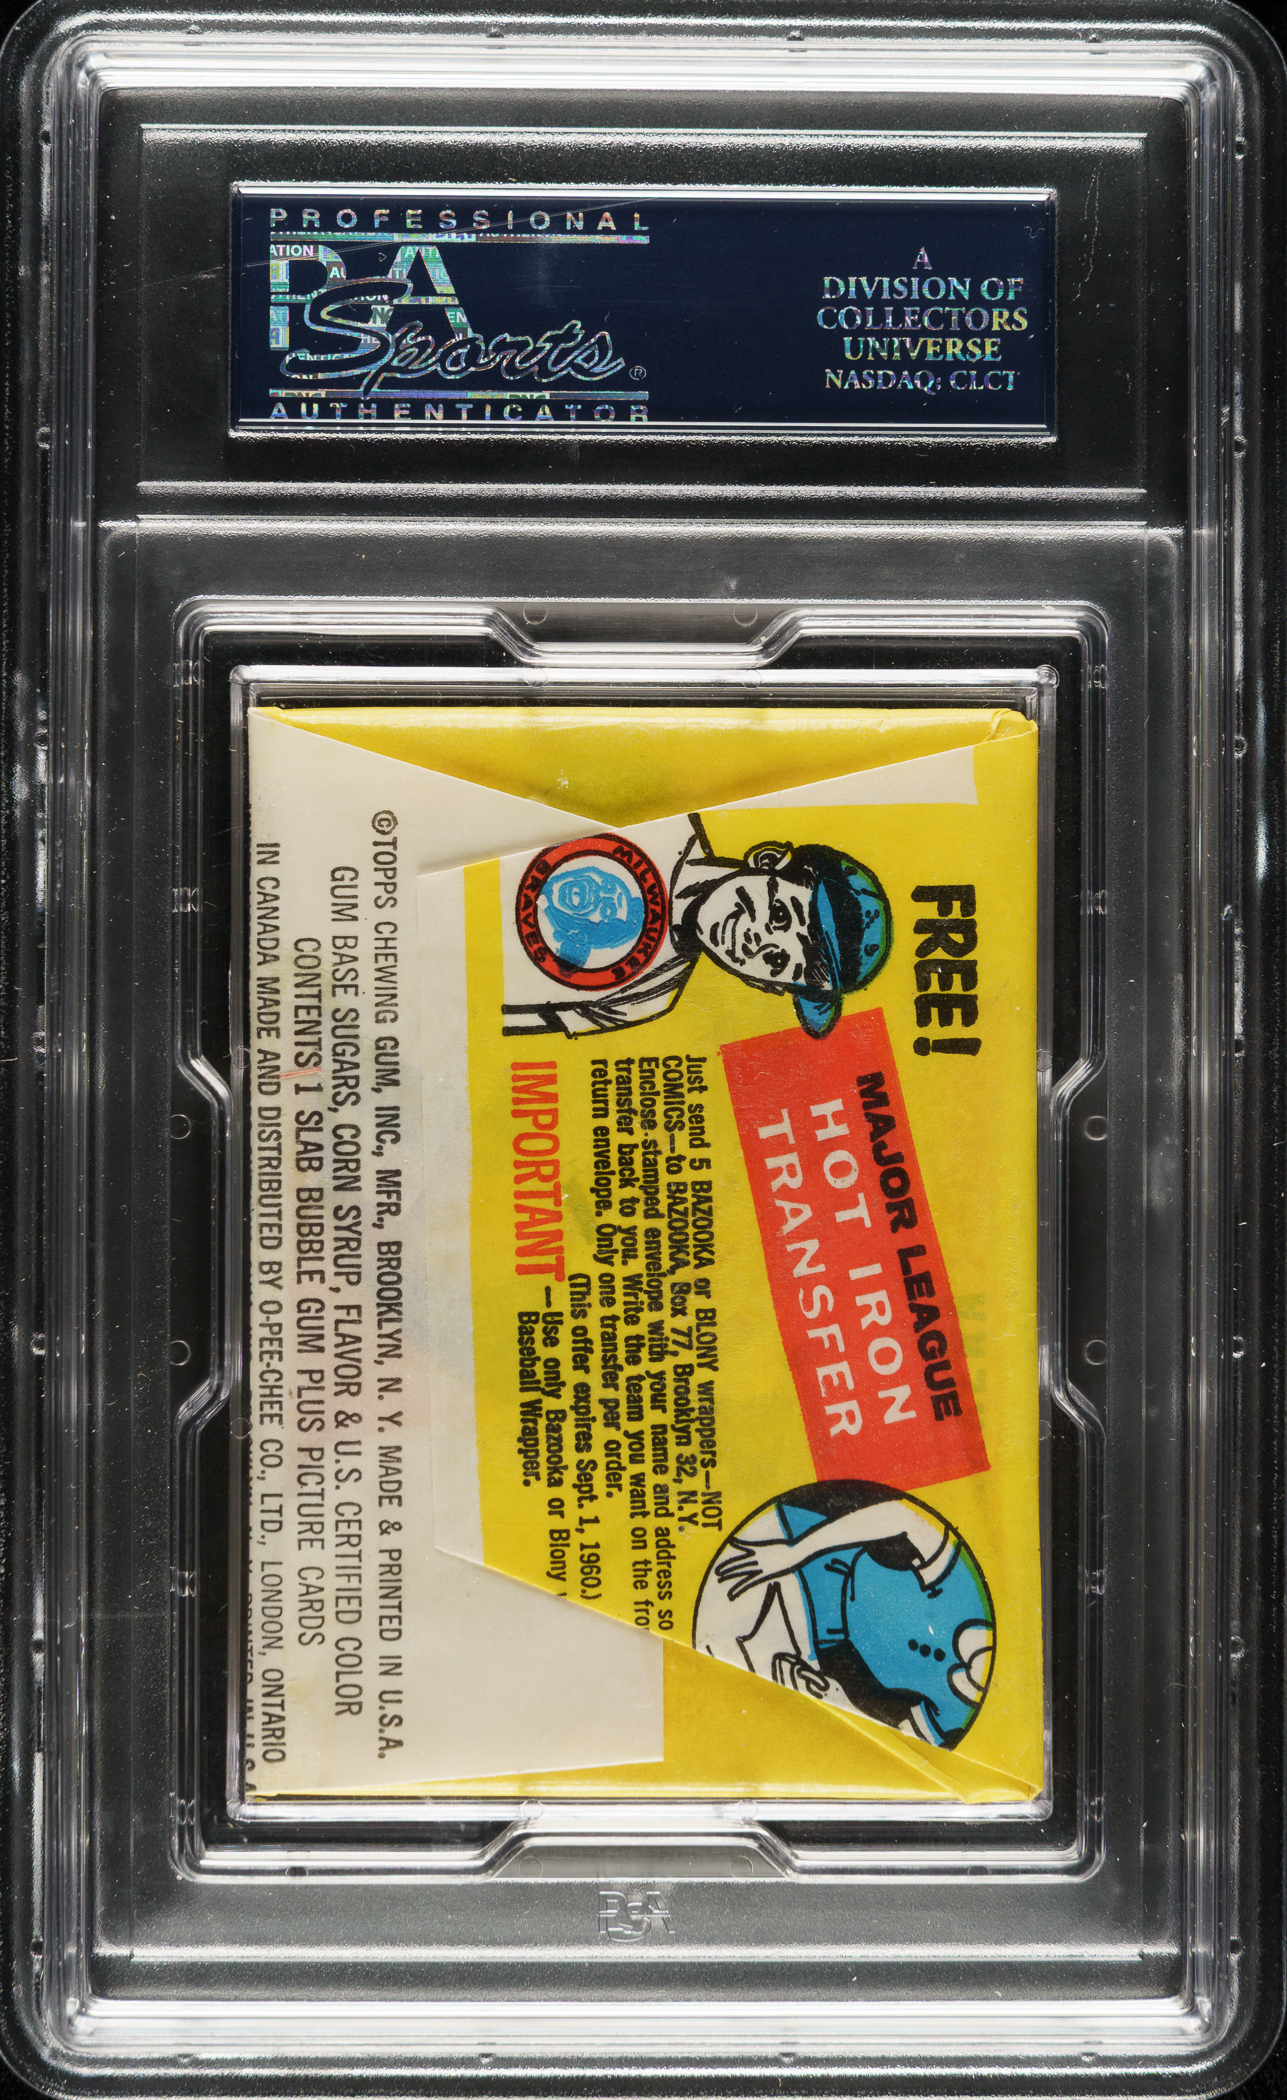 PROFESSIONAL
PSA
Sports®
AUTHENTICATOR
A
DIVISION OF
COLLECTORS
UNIVERSE
NASDAQ: CLCT
FREE!
MAJOR LEAGUE
HOT IRON
TRANSFER
MILWAUKEE
BRAVES
Just send 5 BAZOOKA or BLONY wrappers—NOT
COMICS—to BAZOOKA, Box 77, Brooklyn 32, N.Y.
Enclose stamped envelope with your name and address so
transfer back to you. Write the team you want on the fro
return envelope. Only one transfer per order.
(This offer expires Sept. 1, 1960.)
IMPORTANT—Use only Bazooka or Blony
Baseball Wrapper.
©TOPPS CHEWING GUM, INC., MFR., BROOKLYN, N. Y. MADE & PRINTED IN U.S.A.
GUM BASE SUGARS, CORN SYRUP, FLAVOR & U.S. CERTIFIED COLOR
CONTENTS 1 SLAB BUBBLE GUM PLUS PICTURE CARDS
IN CANADA MADE AND DISTRIBUTED BY O-PEE-CHEE CO., LTD., LONDON, ONTARIO
PSA